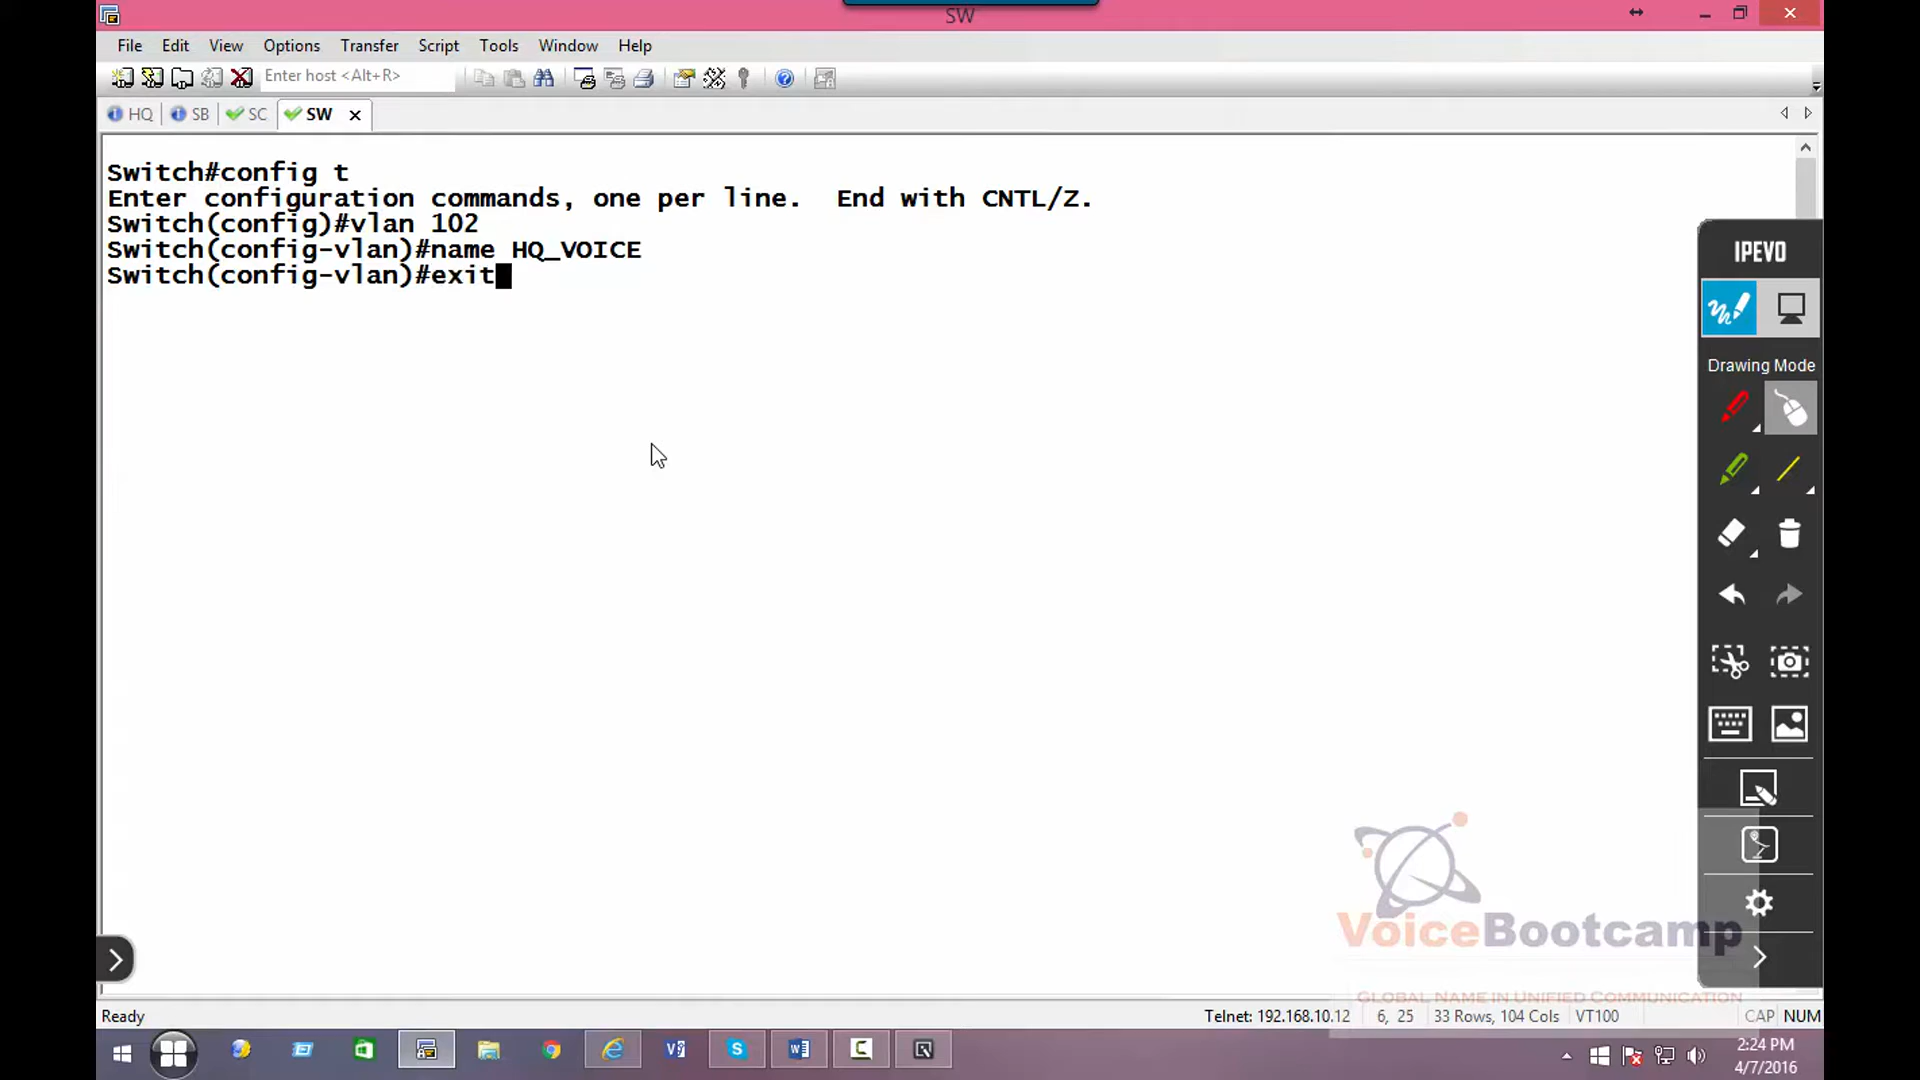 SW
File Edit View Options Transfer Script Tools Window Help
Enter host <Alt+R>
HQ SB SC SW
Switch#config t
Enter configuration commands, one per line.  End with CNTL/Z.
Switch(config)#vlan 102
Switch(config-vlan)#name HQ_VOICE
Switch(config-vlan)#exit
IPEVO
Drawing Mode
VoiceBootcamp
GLOBAL NAME IN UNIFIED COMMUNICATION
Ready Telnet: 192.168.10.12 6, 25 33 Rows, 104 Cols VT100 CAP NUM
2:24 PM
4/7/2016